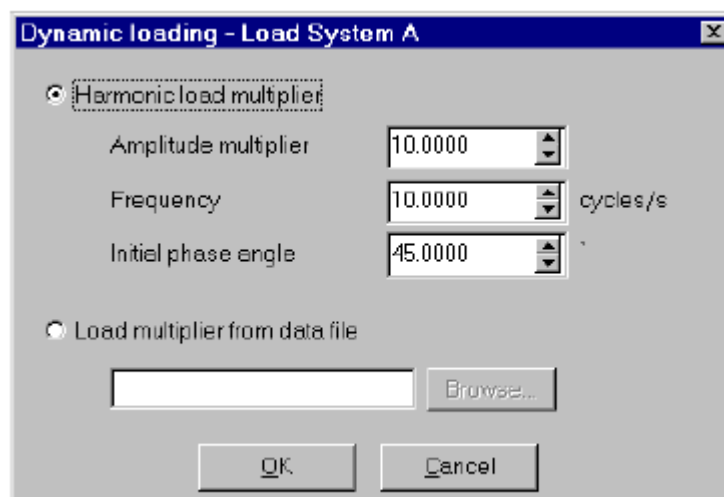 Dynamic loading - Load System A
Harmonic load multiplier
Amplitude multiplier 10.0000
Frequency 10.0000 cycles/s
Initial phase angle 45.0000 °
Load multiplier from data file
Browse...
OK Cancel